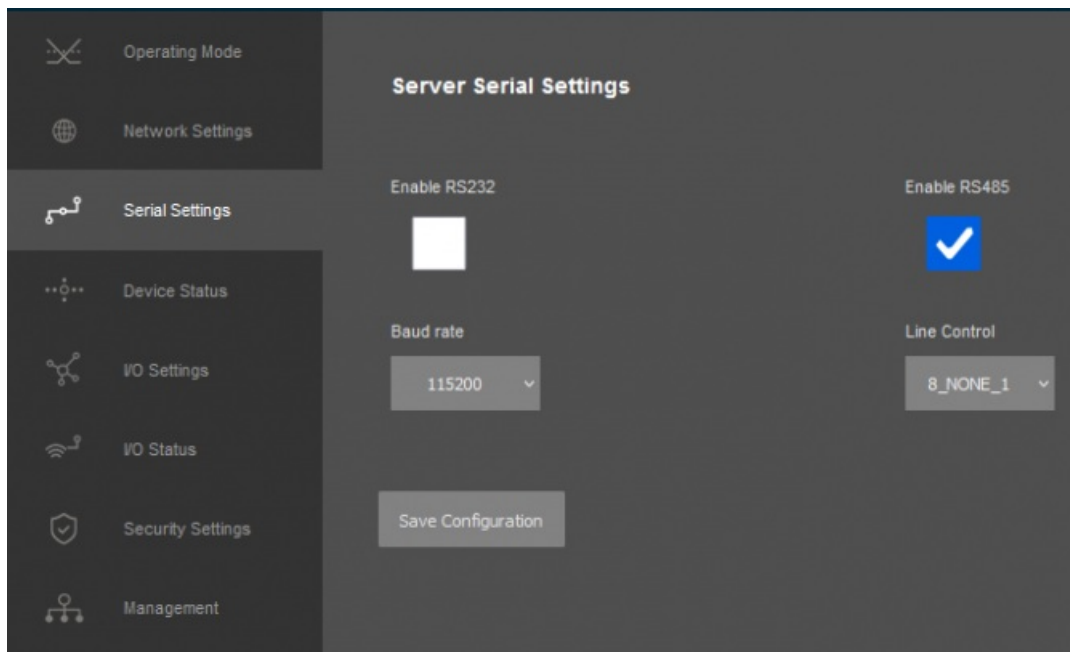 Operating Mode
Network Settings
Serial Settings
Device Status
I/O Settings
I/O Status
Security Settings
Management
Server Serial Settings
Enable RS232
Enable RS485
Baud rate
Line Control
115200
8_NONE_1
Save Configuration